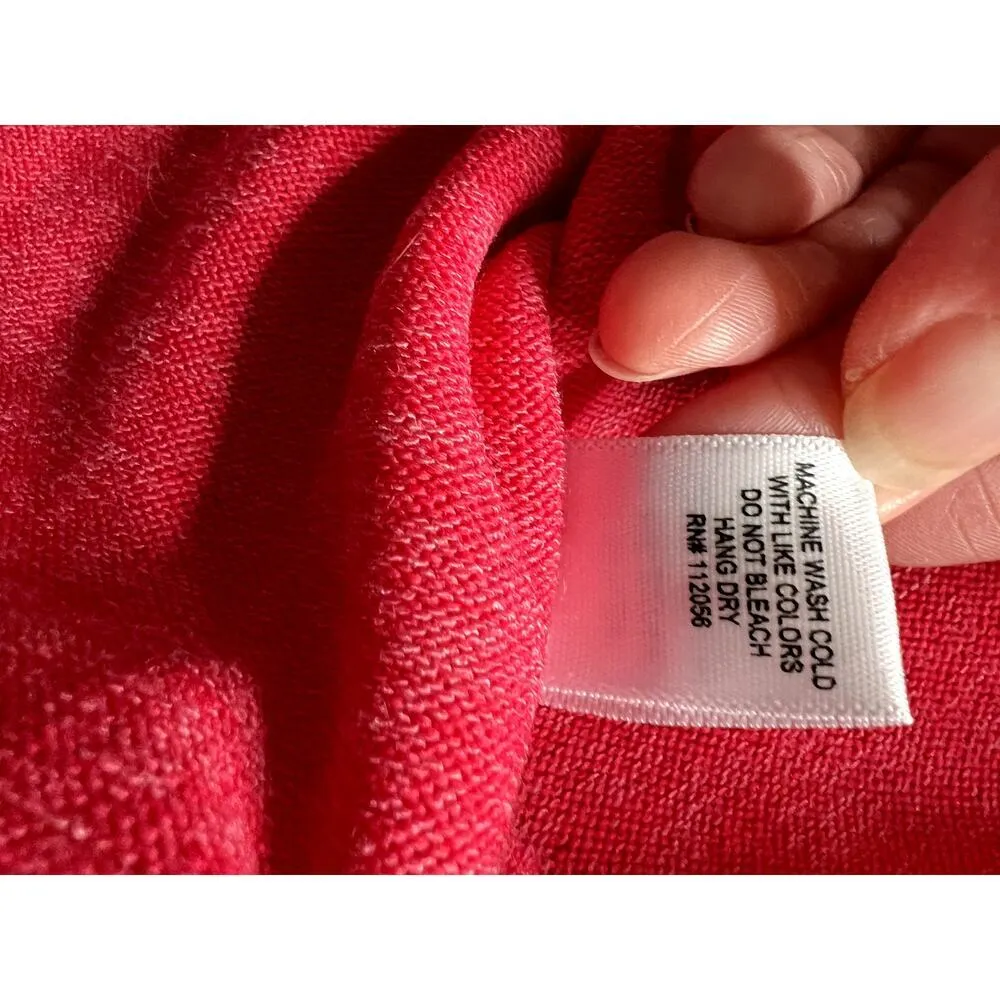 MACHINE WASH COLD
WITH LIKE COLORS
DO NOT BLEACH
HANG DRY
RN# 112056